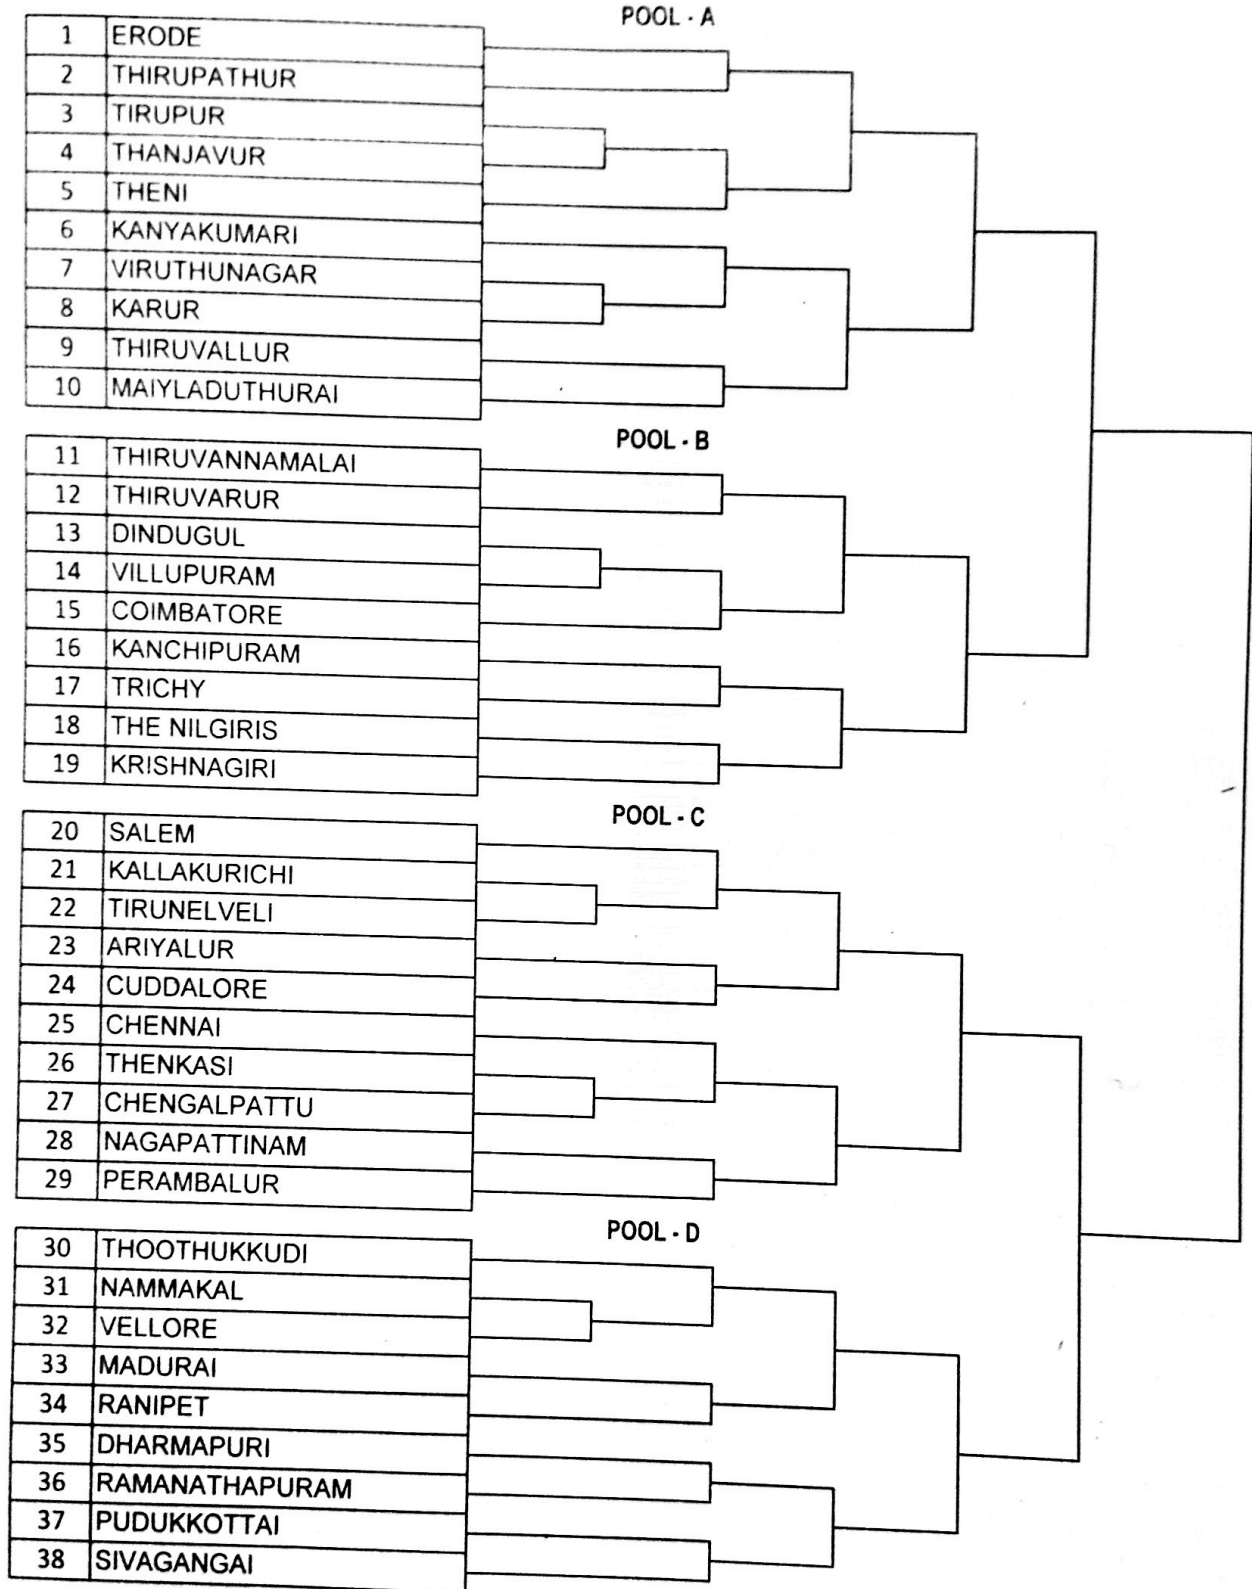 POOL - A
1 ERODE
2 THIRUPATHUR
3 TIRUPUR
4 THANJAVUR
5 THENI
6 KANYAKUMARI
7 VIRUTHUNAGAR
8 KARUR
9 THIRUVALLUR
10 MAIYLADUTHURAI
POOL - B
11 THIRUVANNAMALAI
12 THIRUVARUR
13 DINDUGUL
14 VILLUPURAM
15 COIMBATORE
16 KANCHIPURAM
17 TRICHY
18 THE NILGIRIS
19 KRISHNAGIRI
POOL - C
20 SALEM
21 KALLAKURICHI
22 TIRUNELVELI
23 ARIYALUR
24 CUDDALORE
25 CHENNAI
26 THENKASI
27 CHENGALPATTU
28 NAGAPATTINAM
29 PERAMBALUR
POOL - D
30 THOOTHUKKUDI
31 NAMMAKAL
32 VELLORE
33 MADURAI
34 RANIPET
35 DHARMAPURI
36 RAMANATHAPURAM
37 PUDUKKOTTAI
38 SIVAGANGAI